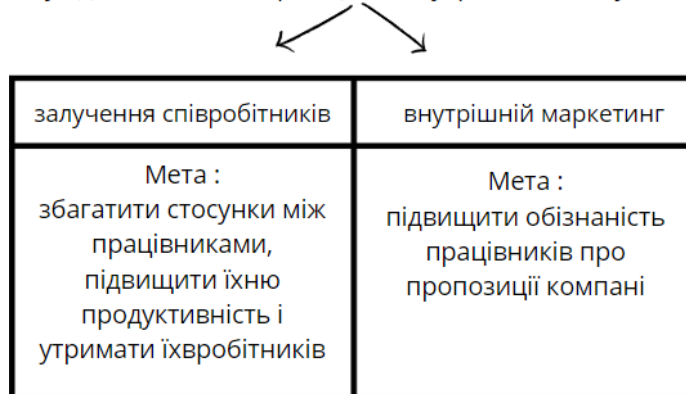 залучення співробітників
внутрішній маркетинг
Мета :
збагатити стосунки між
працівниками,
підвищити їхню
продуктивність і
утримати їхвробітників
Мета :
підвищити обізнаність
працівників про
пропозиції компані